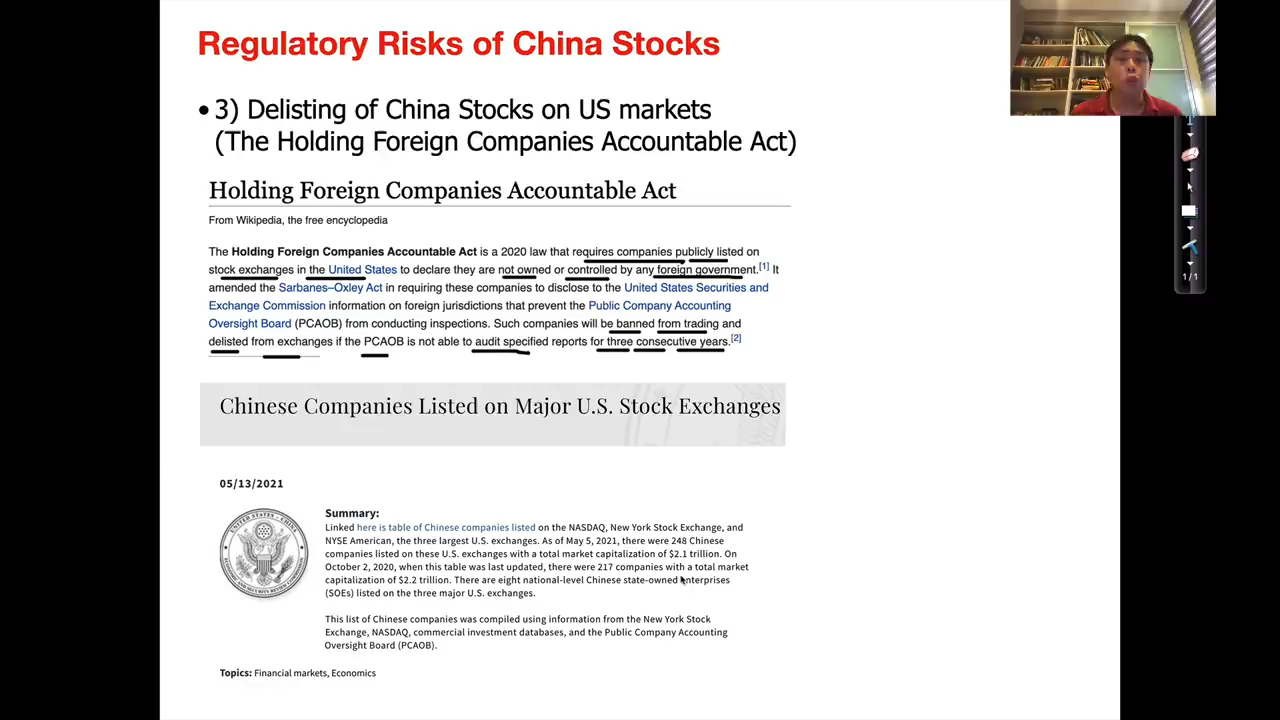 Regulatory Risks of China Stocks
• 3) Delisting of China Stocks on US markets
(The Holding Foreign Companies Accountable Act)
Holding Foreign Companies Accountable Act
From Wikipedia, the free encyclopedia
The Holding Foreign Companies Accountable Act is a 2020 law that requires companies publicly listed on
stock exchanges in the United States to declare they are not owned or controlled by any foreign government.[1] It
amended the Sarbanes–Oxley Act in requiring these companies to disclose to the United States Securities and
Exchange Commission information on foreign jurisdictions that prevent the Public Company Accounting
Oversight Board (PCAOB) from conducting inspections. Such companies will be banned from trading and
delisted from exchanges if the PCAOB is not able to audit specified reports for three consecutive years.[2]
Chinese Companies Listed on Major U.S. Stock Exchanges
05/13/2021
Summary:
Linked here is table of Chinese companies listed on the NASDAQ, New York Stock Exchange, and
NYSE American, the three largest U.S. exchanges. As of May 5, 2021, there were 248 Chinese
companies listed on these U.S. exchanges with a total market capitalization of $2.1 trillion. On
October 2, 2020, when this table was last updated, there were 217 companies with a total market
capitalization of $2.2 trillion. There are eight national-level Chinese state-owned enterprises
(SOEs) listed on the three major U.S. exchanges.
This list of Chinese companies was compiled using information from the New York Stock
Exchange, NASDAQ, commercial investment databases, and the Public Company Accounting
Oversight Board (PCAOB).
Topics: Financial markets, Economics
1/1